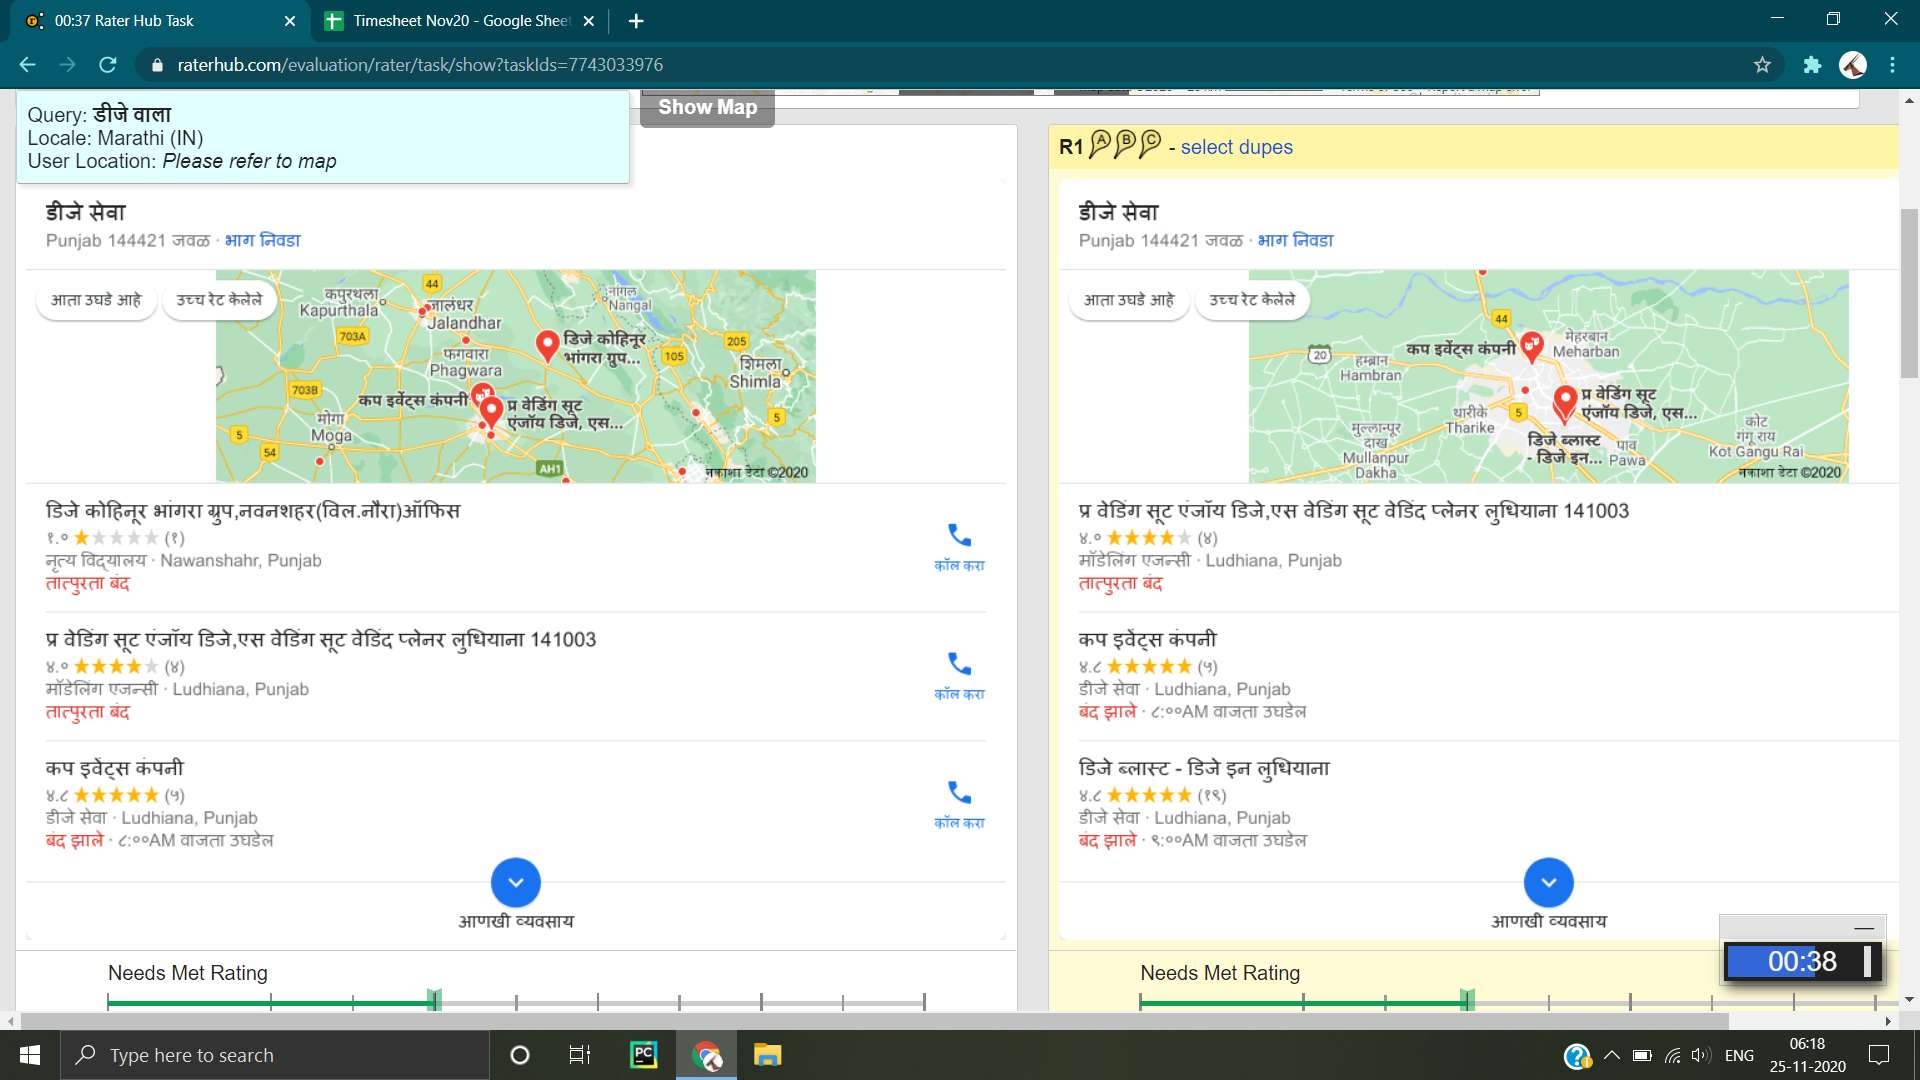 00:37 Rater Hub Task
Timesheet Nov20 - Google Sheet
raterhub.com/evaluation/rater/task/show?taskIds=7743033976
Query: डीजे वाला
Locale: Marathi (IN)
User Location: Please refer to map
Show Map
डीजे सेवा
Punjab 144421 जवळ · भाग निवडा
आता उघडे आहे
उच्च रेट केलेले
कपुरथला
Kapurthala
44
जालंधर
Jalandhar
नांगल
Nangal
703A
फगवारा
Phagwara
डिजे कोहिनूर
भांगरा ग्रुप...
105
205
शिमला
Shimla
703B
कप इवेंट्स कंपनी
प्र वेडिंग सूट
एंजॉय डिजे, एस...
मोगा
Moga
5
54
5
AH1
नकाशा डेटा ©2020
डिजे कोहिनूर भांगरा ग्रुप,नवनशहर(विल.नौरा)ऑफिस
१.० (१)
नृत्य विद्यालय · Nawanshahr, Punjab
तात्पुरता बंद
कॉल करा
प्र वेडिंग सूट एंजॉय डिजे,एस वेडिंग सूट वेडिंद प्लेनर लुधियाना 141003
४.० (४)
मॉडेलिंग एजन्सी · Ludhiana, Punjab
तात्पुरता बंद
कॉल करा
कप इवेंट्स कंपनी
४.८ (५)
डीजे सेवा · Ludhiana, Punjab
बंद झाले · ८:००AM वाजता उघडेल
कॉल करा
आणखी व्यवसाय
Needs Met Rating
R1 A B C - select dupes
डीजे सेवा
Punjab 144421 जवळ · भाग निवडा
आता उघडे आहे
उच्च रेट केलेले
44
20
हम्ब्रान
Hambran
कप इवेंट्स कंपनी
मेहरबान
Meharban
थारीके
Tharike
5
प्र वेडिंग सूट
एंजॉय डिजे, एस...
मुल्लानपूर
दाख
Mullanpur
Dakha
डिजे ब्लास्ट
- डिजे इन...
पाव
Pawa
कोट
गंगू राय
Kot Gangu Rai
नकाशा डेटा ©2020
प्र वेडिंग सूट एंजॉय डिजे,एस वेडिंग सूट वेडिंद प्लेनर लुधियाना 141003
४.० (४)
मॉडेलिंग एजन्सी · Ludhiana, Punjab
तात्पुरता बंद
कप इवेंट्स कंपनी
४.८ (५)
डीजे सेवा · Ludhiana, Punjab
बंद झाले · ८:००AM वाजता उघडेल
डिजे ब्लास्ट - डिजे इन लुधियाना
४.८ (१९)
डीजे सेवा · Ludhiana, Punjab
बंद झाले · ९:००AM वाजता उघडेल
आणखी व्यवसाय
Needs Met Rating
00:38
Type here to search
PC
ENG
06:18
25-11-2020